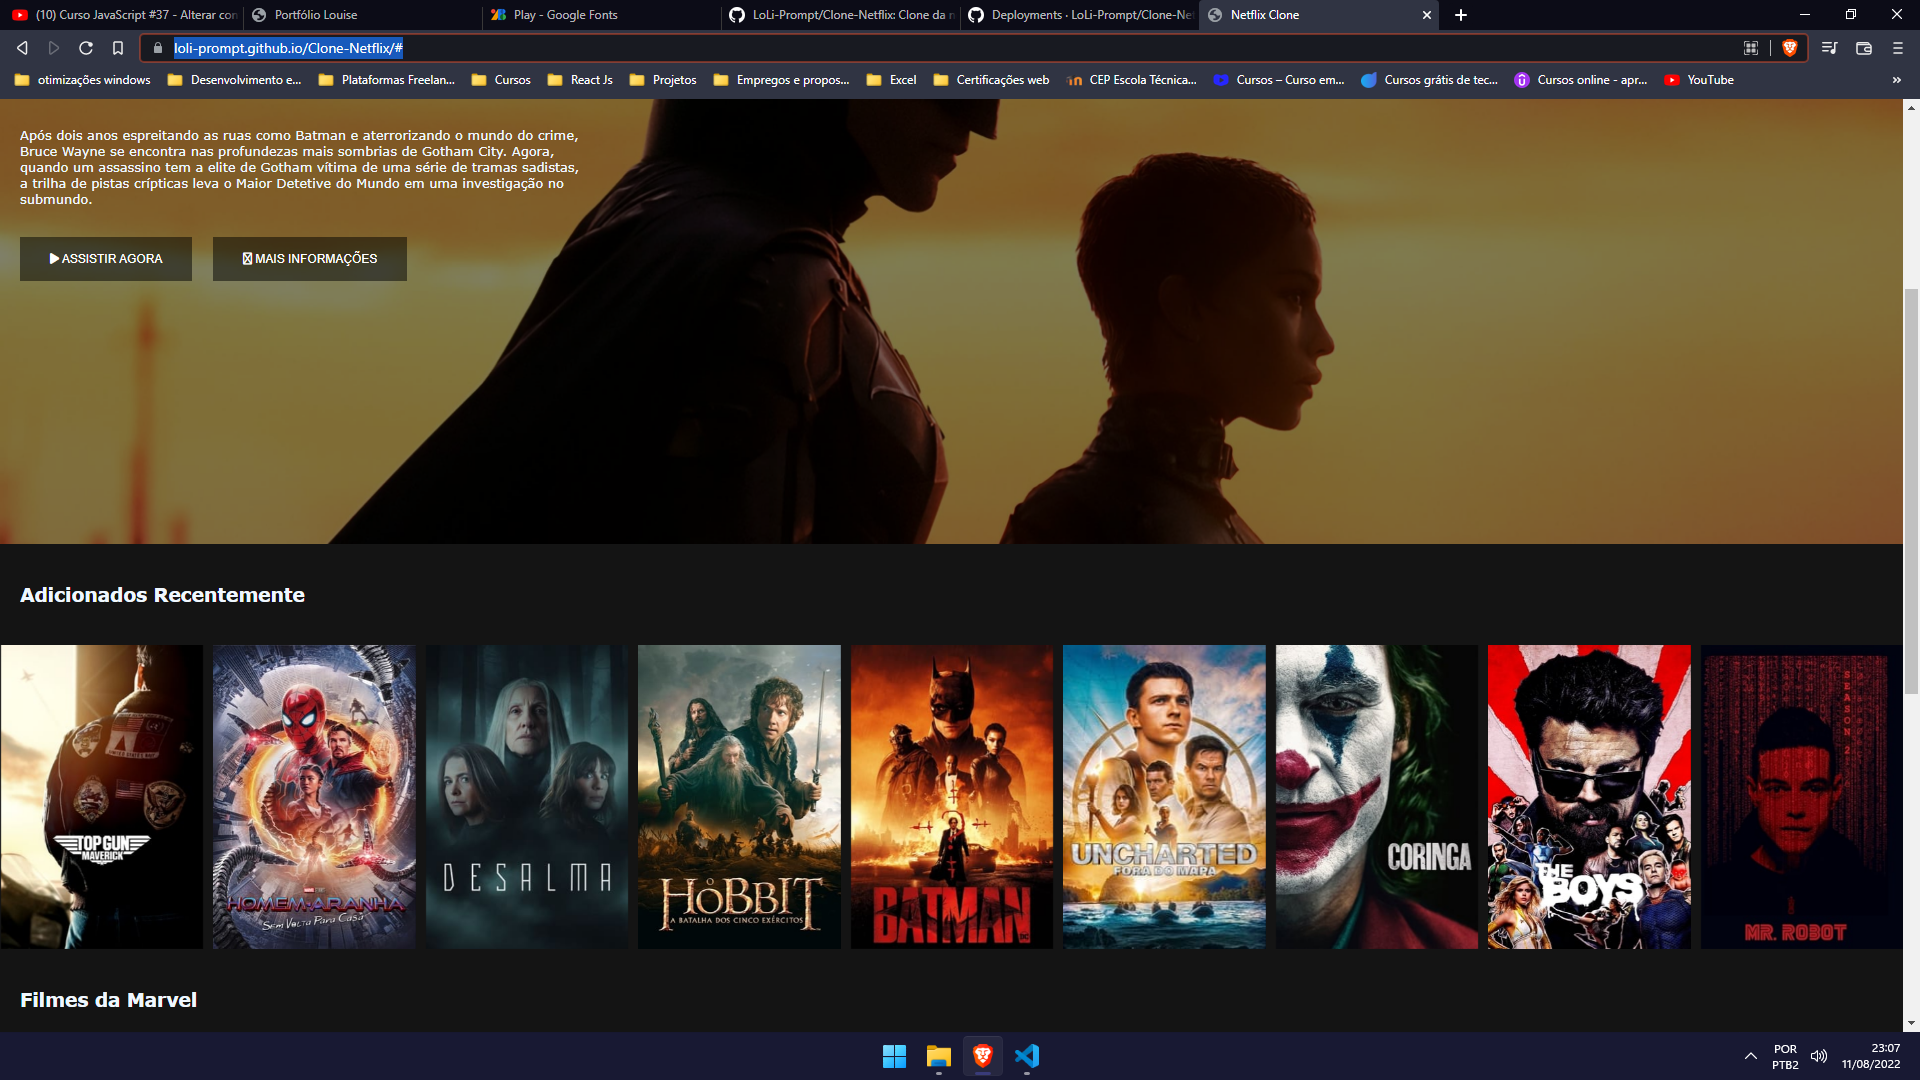 (10) Curso JavaScript #37 - Alterar con
Portfólio Louise
Play - Google Fonts
LoLi-Prompt/Clone-Netflix: Clone da n
Deployments · LoLi-Prompt/Clone-Net
Netflix Clone
loli-prompt.github.io/Clone-Netflix/#
otimizações windows
Desenvolvimento e...
Plataformas Freelan...
Cursos
React Js
Projetos
Empregos e propos...
Excel
Certificações web
CEP Escola Técnica...
Cursos – Curso em...
Cursos grátis de tec...
Cursos online - apr...
YouTube
»
Após dois anos espreitando as ruas como Batman e aterrorizando o mundo do crime,
Bruce Wayne se encontra nas profundezas mais sombrias de Gotham City. Agora,
quando um assassino tem a elite de Gotham vítima de uma série de tramas sadistas,
a trilha de pistas crípticas leva o Maior Detetive do Mundo em uma investigação no
submundo.
ASSISTIR AGORA
MAIS INFORMAÇÕES
Adicionados Recentemente
TOP GUN
MAVERICK
HOMEM-ARANHA
Sem Volta Para Casa
DESALMA
O
HOBBIT
A BATALHA DOS CINCO EXÉRCITOS
BATMAN
UNCHARTED
FORA DO MAPA
CORINGA
THE
BOYS
SEASON 2
MR. ROBOT
Filmes da Marvel
POR
PTB2
23:07
11/08/2022